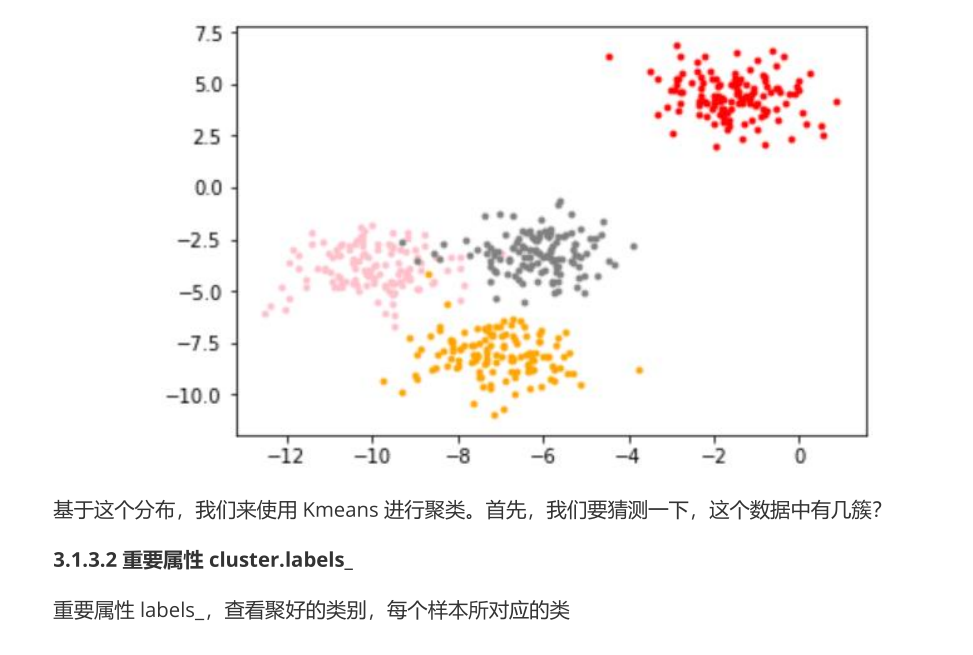 7.5
5.0
2.5
0.0
−2.5
−5.0
−7.5
−10.0
−12 −10 −8 −6 −4 −2 0
基于这个分布，我们来使用 Kmeans 进行聚类。首先，我们要猜测一下，这个数据中有几簇？
3.1.3.2 重要属性 cluster.labels_
重要属性 labels_，查看聚好的类别，每个样本所对应的类